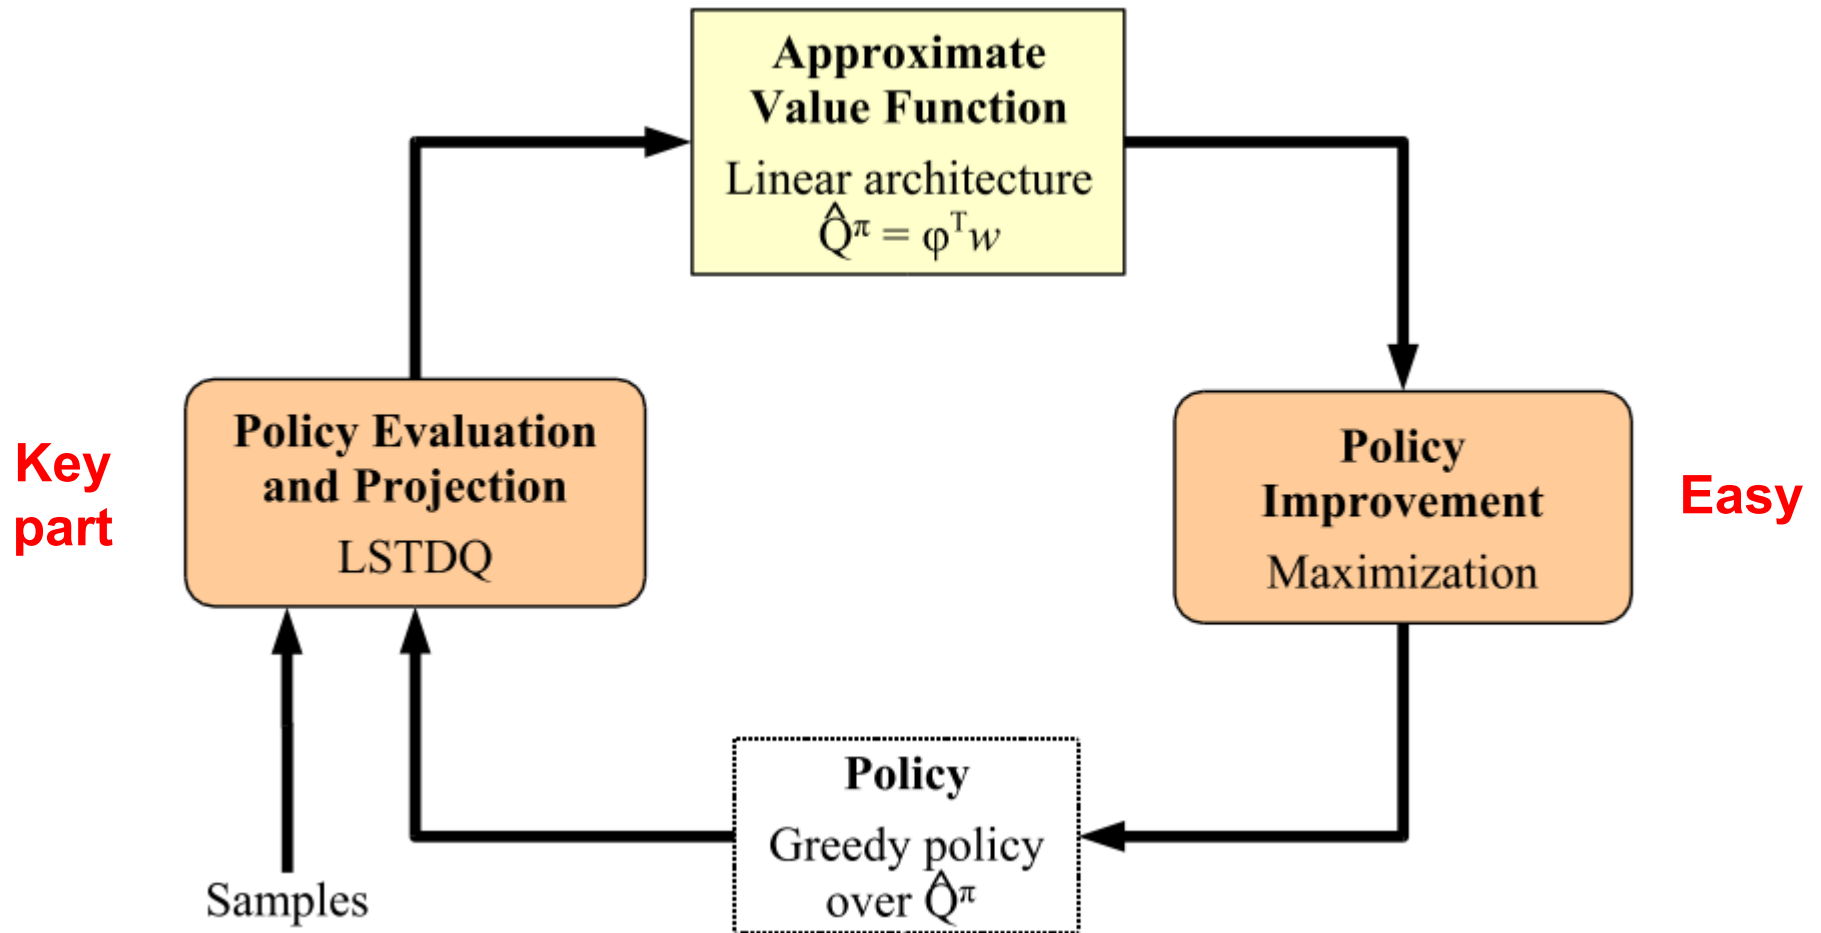 Approximate
Value Function
Linear architecture
Q̂^π = φ^T w
Key
part
Policy Evaluation
and Projection
LSTDQ
Policy
Improvement
Maximization
Easy
Policy
Greedy policy
over Q̂^π
Samples